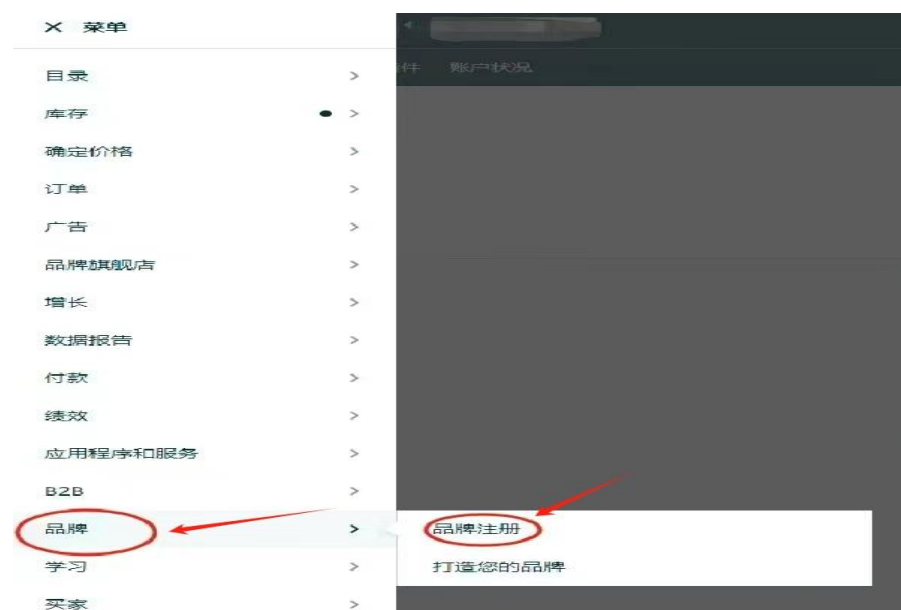 × 菜单
目录
库存
确定价格
订单
广告
品牌旗舰店
增长
数据报告
付款
绩效
应用程序和服务
B2B
品牌
学习
买家
件 账户状况
品牌注册
打造您的品牌